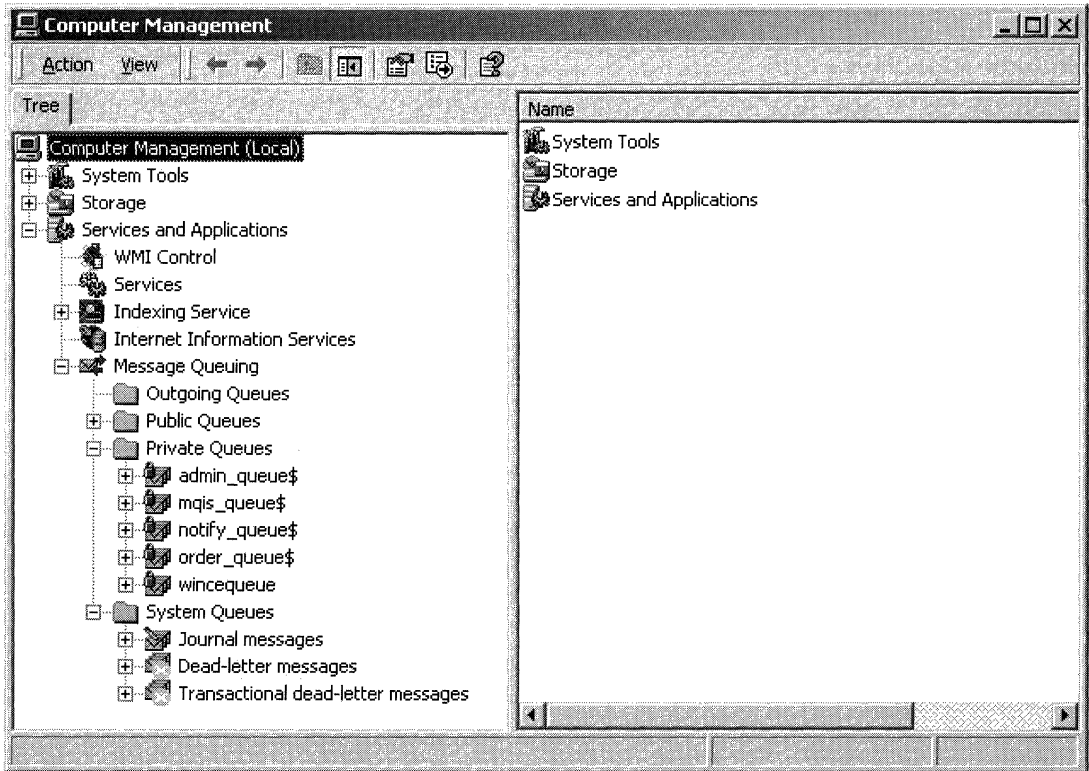 Computer Management
Action View
Tree
Name
Computer Management (Local)
System Tools
Storage
Services and Applications
WMI Control
Services
Indexing Service
Internet Information Services
Message Queuing
Outgoing Queues
Public Queues
Private Queues
admin_queue$
mqis_queue$
notify_queue$
order_queue$
wincequeue
System Queues
Journal messages
Dead-letter messages
Transactional dead-letter messages
System Tools
Storage
Services and Applications